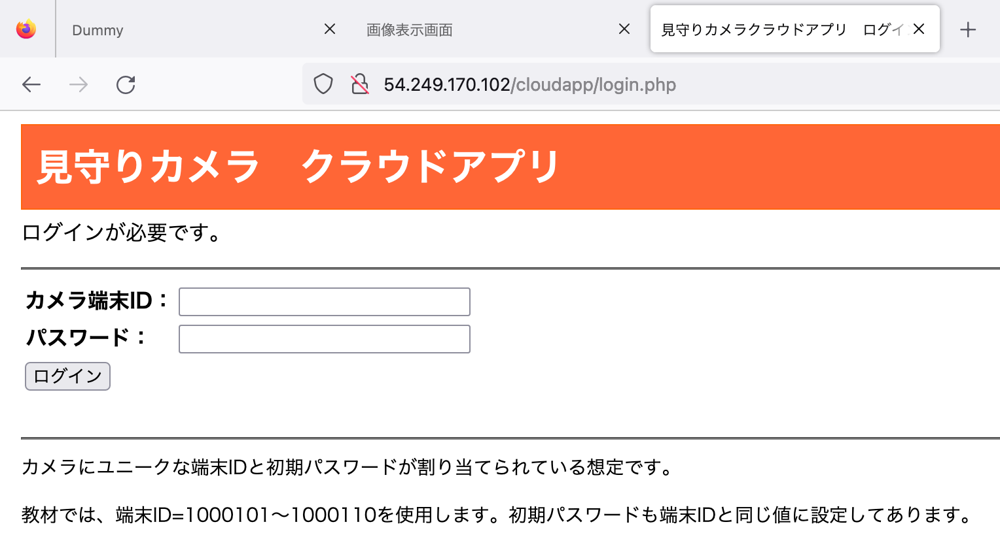 Dummy
画像表示画面
見守りカメラクラウドアプリ　ログイ
54.249.170.102/cloudapp/login.php
見守りカメラ　クラウドアプリ
ログインが必要です。
カメラ端末ID：
パスワード：
ログイン
カメラにユニークな端末IDと初期パスワードが割り当てられている想定です。
教材では、端末ID=1000101〜1000110を使用します。初期パスワードも端末IDと同じ値に設定してあります。